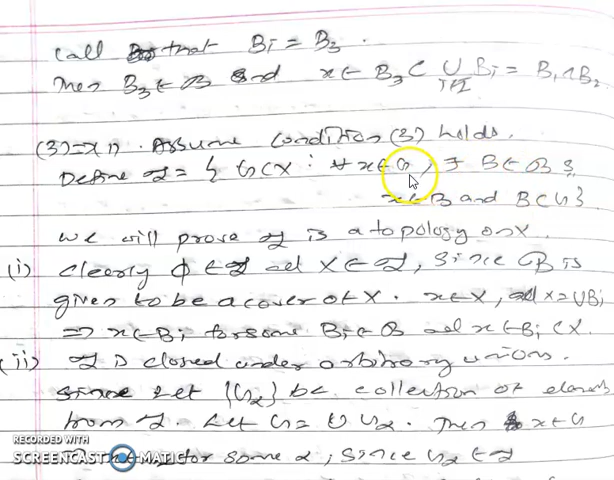 call that Bi = B3.
Then B3 ∈ ℬ and x ∈ B3 ⊂ ∪ Bi = B1 ∩ B2
i∈I
(3)⇒(1). Assume condition (3) holds.
Define 𝒯 = { G ⊂ X : ∀ x ∈ G, ∃ B ∈ ℬ ∋
x ∈ B and B ⊂ G }
we will prove 𝒯 is a topology on X.
(i) clearly ϕ ∈ 𝒯 and X ∈ 𝒯, since ℬ is
given to be a cover of X. x ∈ X, and X = ∪Bi
⇒ x ∈ Bi for some Bi ∈ ℬ and x ∈ Bi ⊂ X.
(ii) 𝒯 is closed under arbitrary unions.
since Let {Gα} be collection of elements
from 𝒯. Let G = ∪ Gα. Then x ∈ G
for some α, since Gα ∈ 𝒯
RECORDED WITH
SCREENCAST MATIC